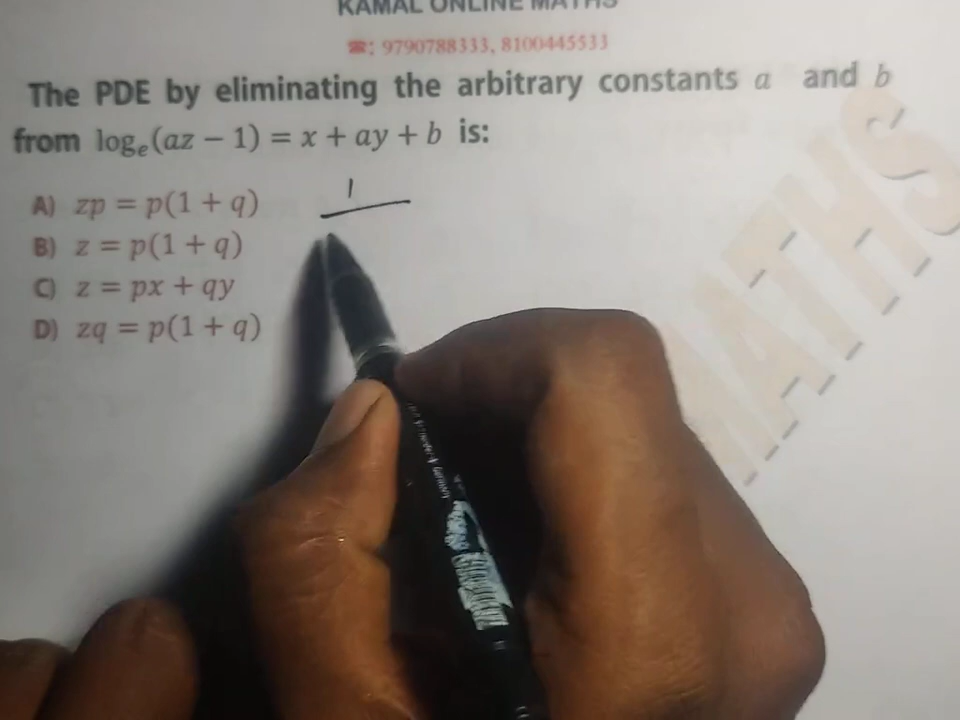 KAMAL ONLINE MATHS
☎: 9790788333, 8100445533
The PDE by eliminating the arbitrary constants a and b
from logₑ(az − 1) = x + ay + b is:
A) zp = p(1 + q)
1
B) z = p(1 + q)
C) z = px + qy
D) zq = p(1 + q)
MATHS